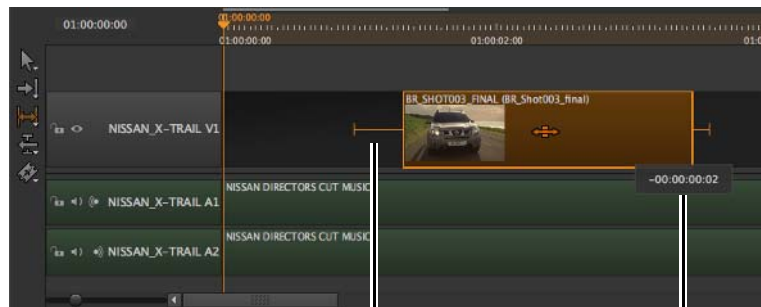 01:00:00:00
01:00:00:00
01:00:00:00 01:00:02:00 01:0
BR_SHOT003_FINAL (BR_Shot003_final)
NISSAN_X-TRAIL V1
-00:00:00:02
NISSAN DIRECTORS CUT MUSIC
NISSAN_X-TRAIL A1
NISSAN DIRECTORS CUT MUSIC
NISSAN_X-TRAIL A2